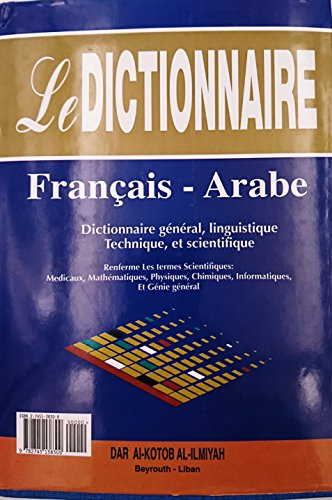 Le DICTIONNAIRE
Français - Arabe
Dictionnaire général, linguistique
Technique, et scientifique
Renferme Les termes Scientifiques:
Medicaux, Mathématiques, Physiques, Chimiques, Informatiques,
Et Génie général
DAR Al-KOTOB AL-ILMIYAH
Beyrouth - Liban